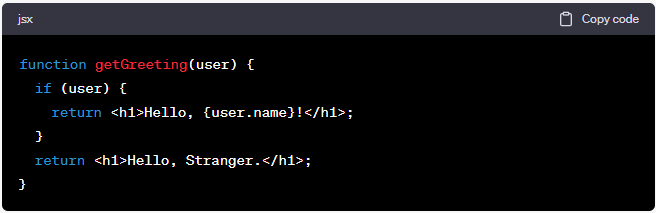 jsx
Copy code
function getGreeting(user) {
  if (user) {
    return <h1>Hello, {user.name}!</h1>;
  }
  return <h1>Hello, Stranger.</h1>;
}